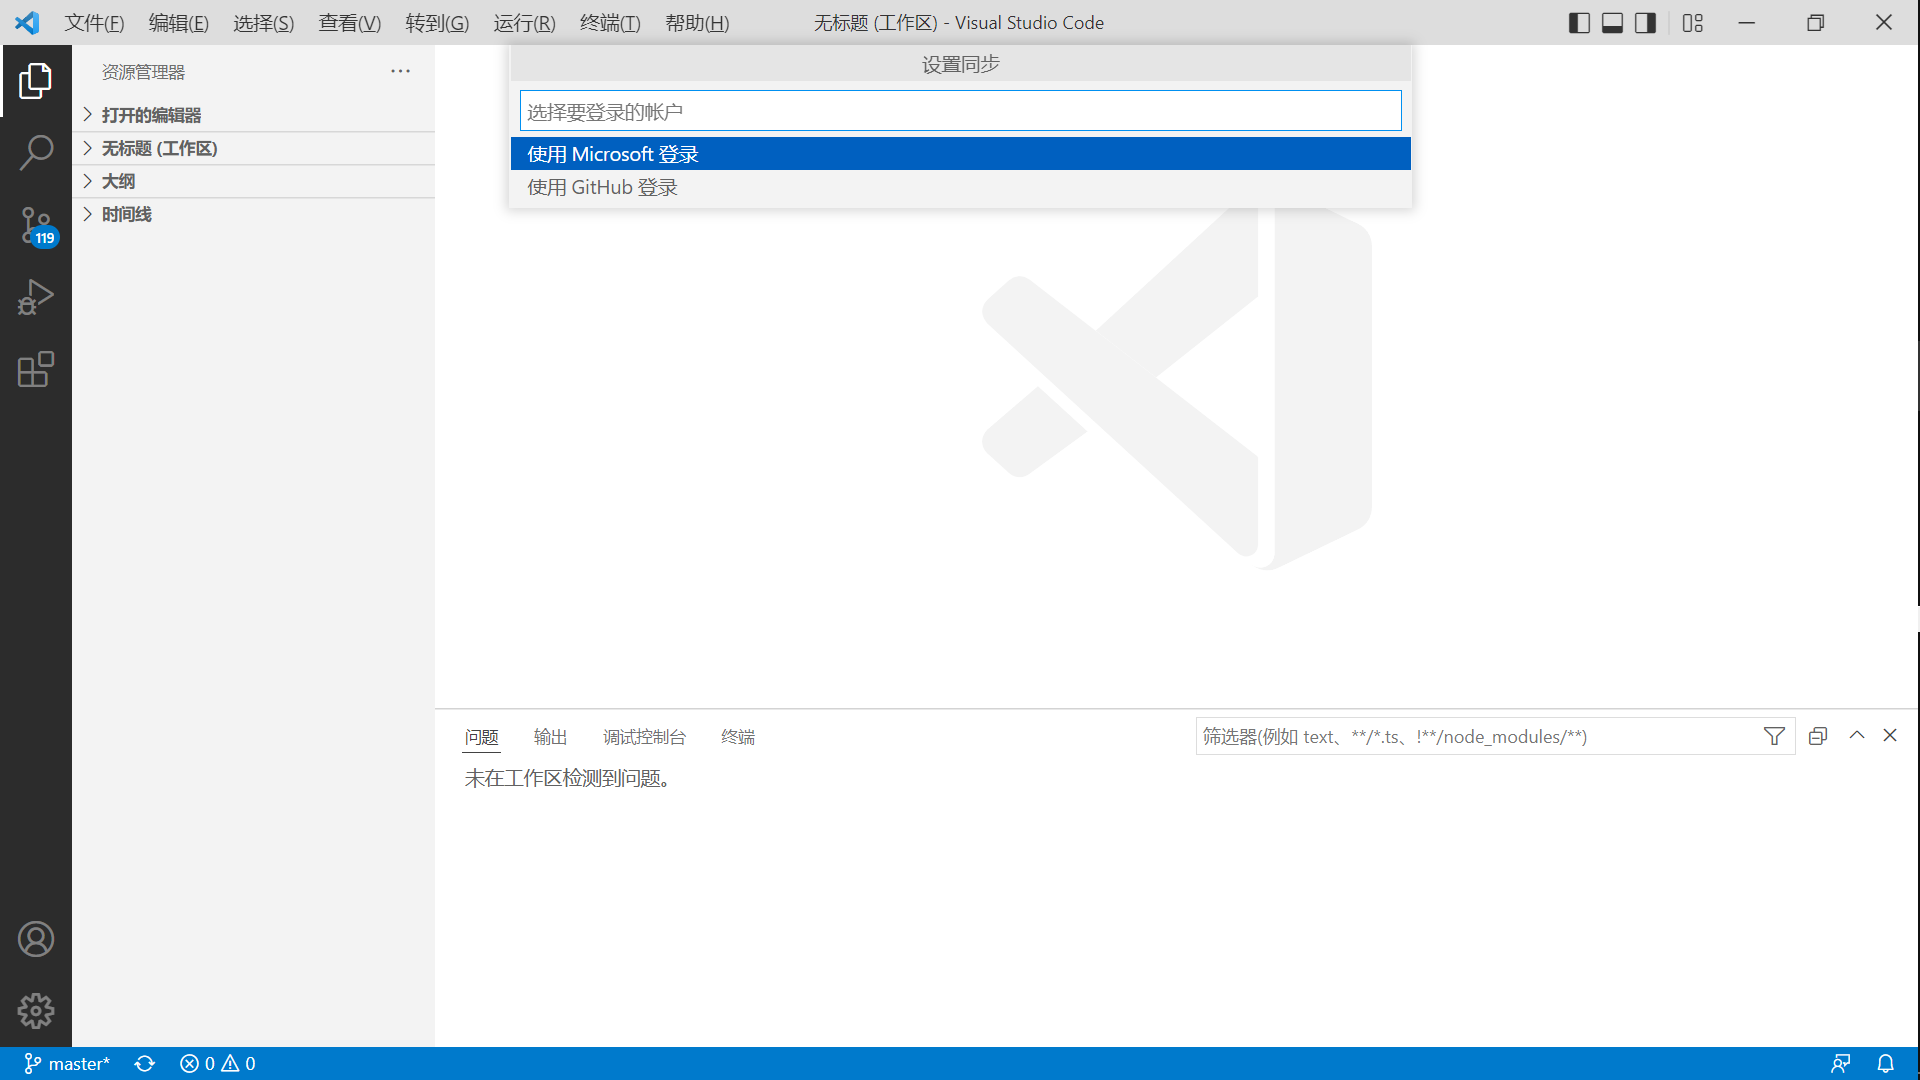 文件(F) 编辑(E) 选择(S) 查看(V) 转到(G) 运行(R) 终端(T) 帮助(H) 无标题 (工作区) - Visual Studio Code
设置同步
选择要登录的帐户
使用 Microsoft 登录
使用 GitHub 登录
资源管理器
打开的编辑器
无标题 (工作区)
大纲
时间线
119
问题 输出 调试控制台 终端 筛选器(例如 text、**/*.ts、!**/node_modules/**)
未在工作区检测到问题。
master* 0 0